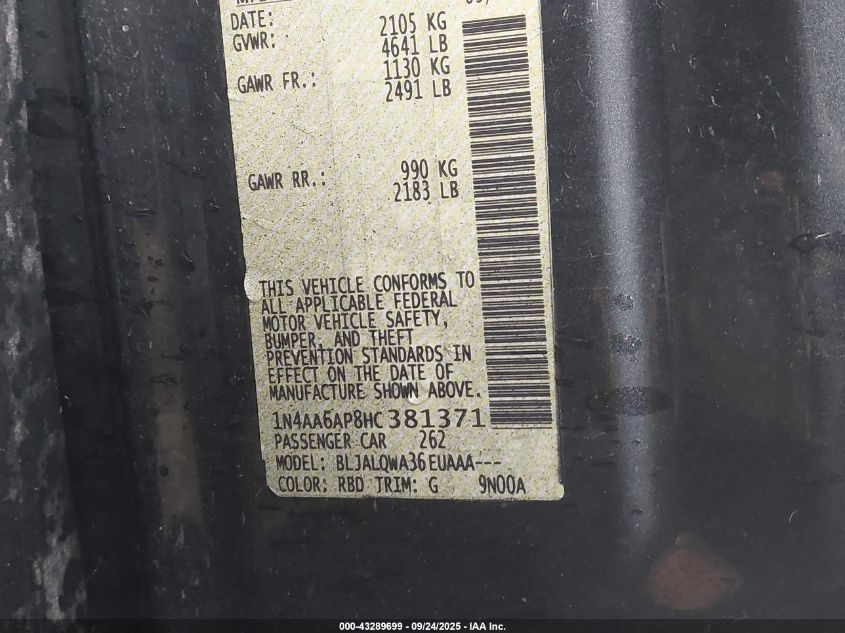 DATE: 2105 KG
GVWR: 4641 LB
GAWR FR.: 1130 KG
2491 LB
GAWR RR.: 990 KG
2183 LB
THIS VEHICLE CONFORMS TO
ALL APPLICABLE FEDERAL
MOTOR VEHICLE SAFETY,
BUMPER, AND THEFT
PREVENTION STANDARDS IN
EFFECT ON THE DATE OF
MANUFACTURE SHOWN ABOVE.
1N4AA6AP8HC381371
PASSENGER CAR 262
MODEL: BLJALQWA36EUAAA---
COLOR: RBD TRIM: G 9N00A
000-43289699 - 09/24/2025 - IAA Inc.